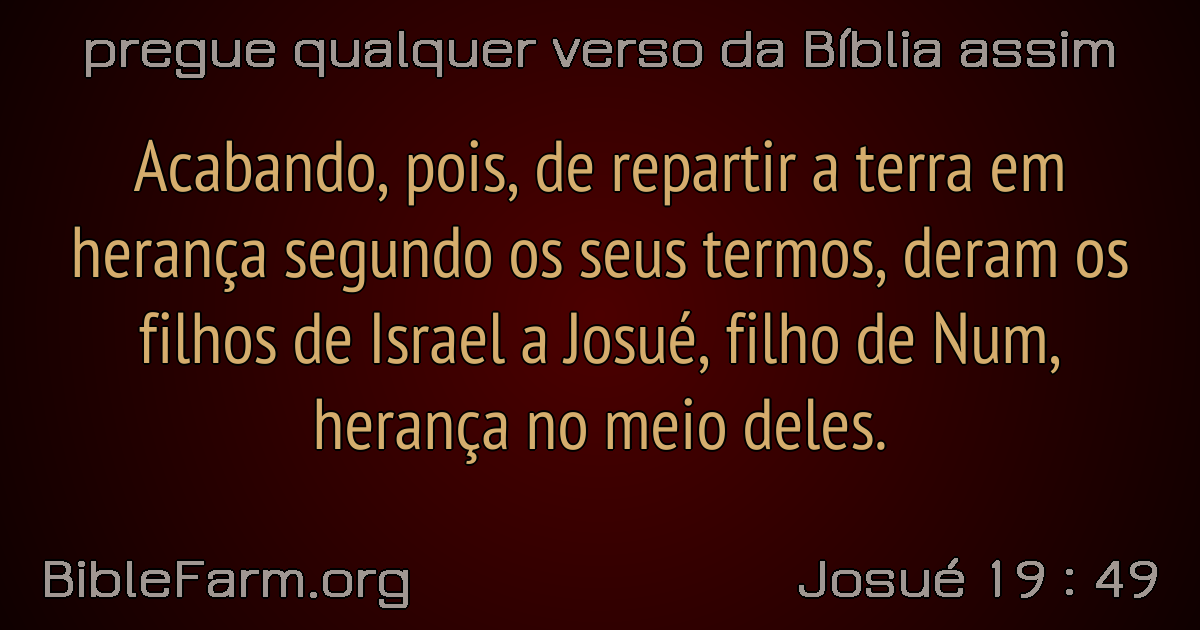 pregue qualquer verso da Bíblia assim
Acabando, pois, de repartir a terra em
herança segundo os seus termos, deram os
filhos de Israel a Josué, filho de Num,
herança no meio deles.
BibleFarm.org
Josué 19 : 49